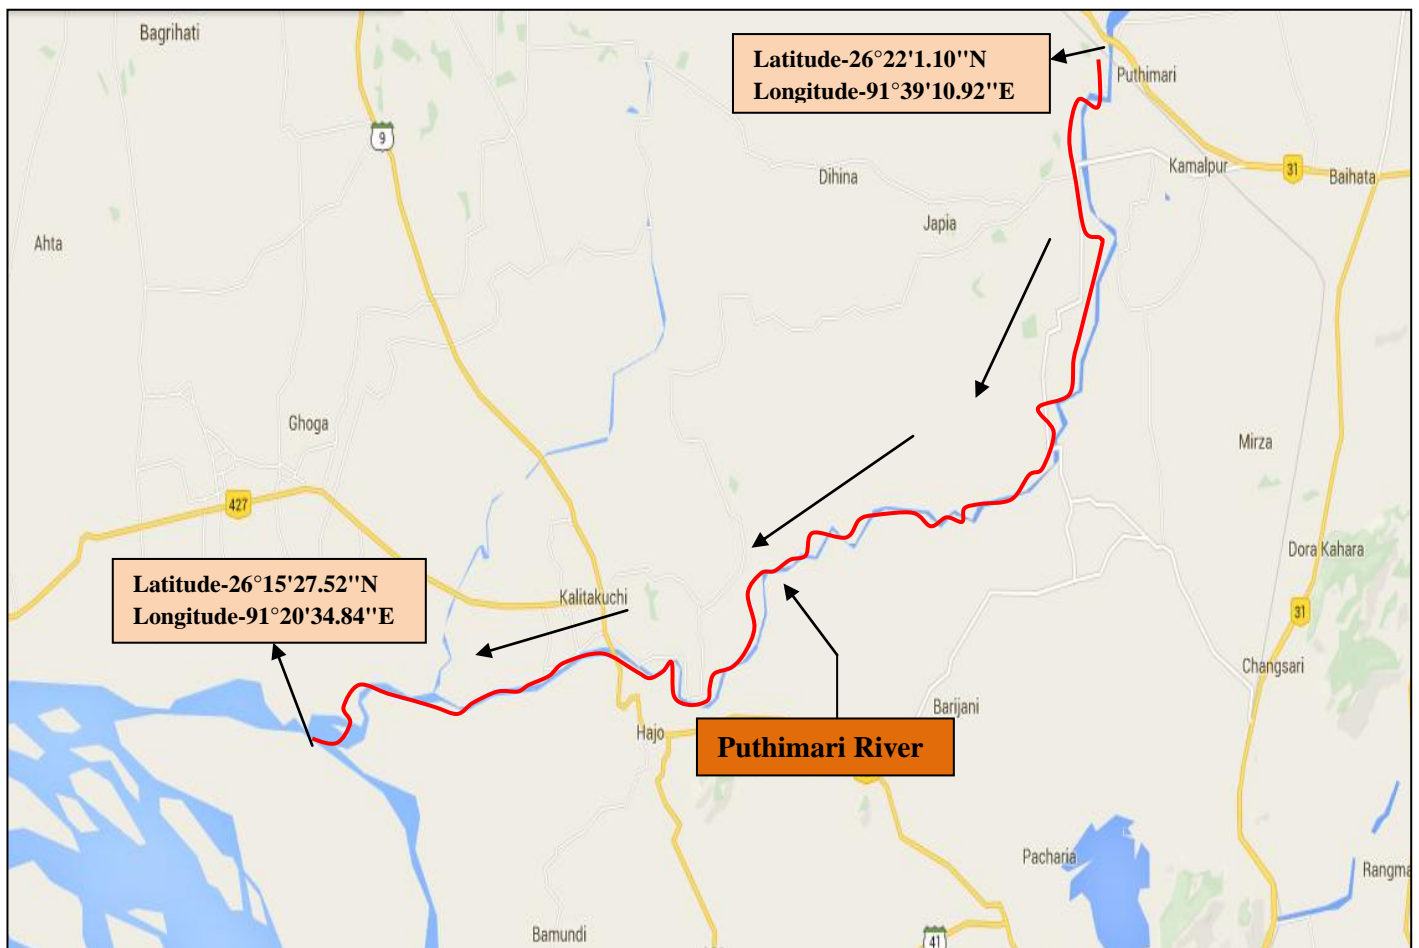 Bagrihati
Latitude-26°22'1.10"N
Longitude-91°39'10.92"E
Puthimari
9
Kamalpur
31
Baihata
Dihina
Japia
Ahta
Ghoga
Mirza
427
Dora Kahara
Latitude-26°15'27.52"N
Longitude-91°20'34.84"E
Kalitakuchi
31
Changsari
Barijani
Hajo
Puthimari River
Pacharia
Rangma
Bamundi
41